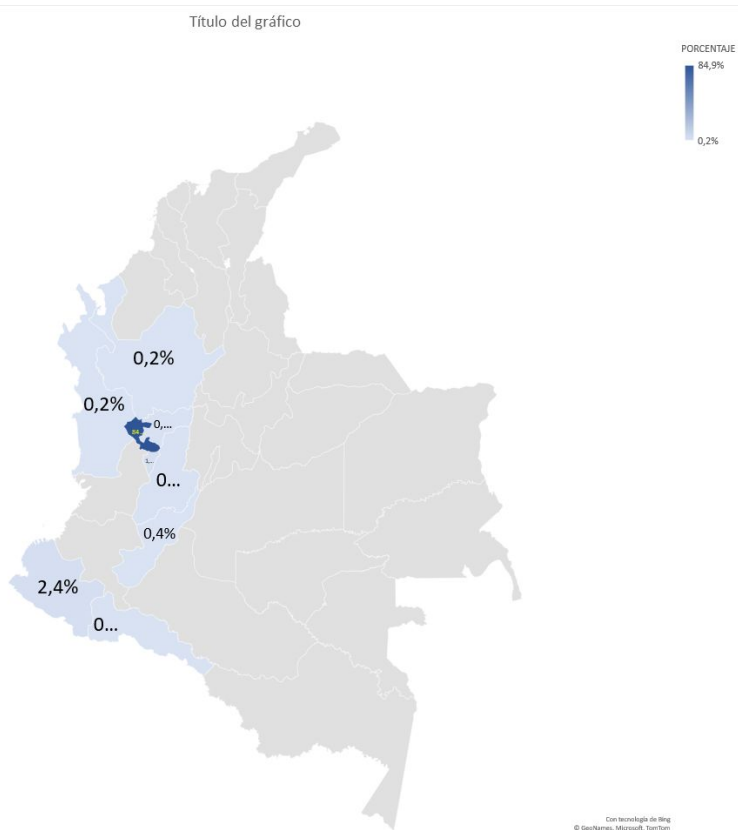 Título del gráfico
PORCENTAJE
84,9%
0,2%
0,2%
0,2%
0,...
84
0...
0,4%
2,4%
0...
Con tecnología de Bing
© GeoNames, Microsoft, TomTom